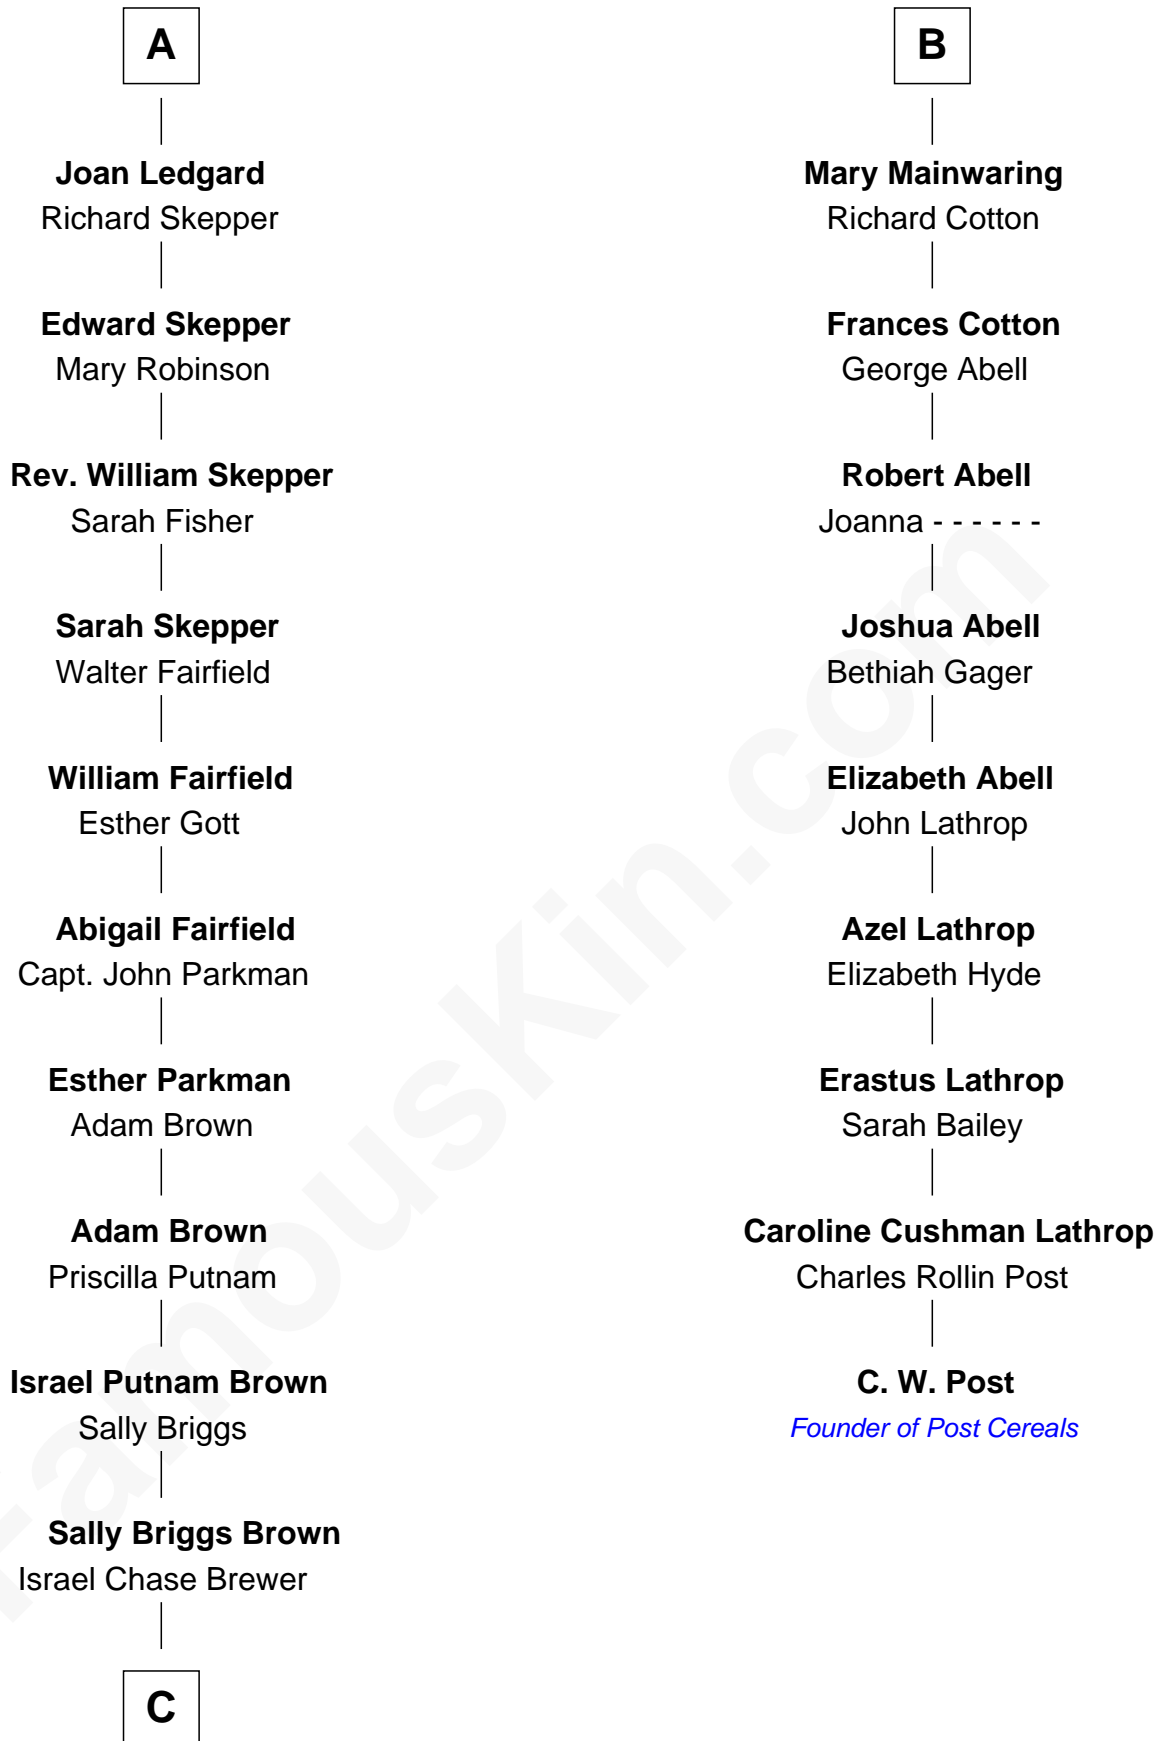 A
Joan Ledgard
Richard Skepper
Edward Skepper
Mary Robinson
Rev. William Skepper
Sarah Fisher
Sarah Skepper
Walter Fairfield
William Fairfield
Esther Gott
Abigail Fairfield
Capt. John Parkman
Esther Parkman
Adam Brown
Adam Brown
Priscilla Putnam
Israel Putnam Brown
Sally Briggs
Sally Briggs Brown
Israel Chase Brewer
C
B
Mary Mainwaring
Richard Cotton
Frances Cotton
George Abell
Robert Abell
Joanna - - - - - -
Joshua Abell
Bethiah Gager
Elizabeth Abell
John Lathrop
Azel Lathrop
Elizabeth Hyde
Erastus Lathrop
Sarah Bailey
Caroline Cushman Lathrop
Charles Rollin Post
C. W. Post
Founder of Post Cereals
FamousKin.com